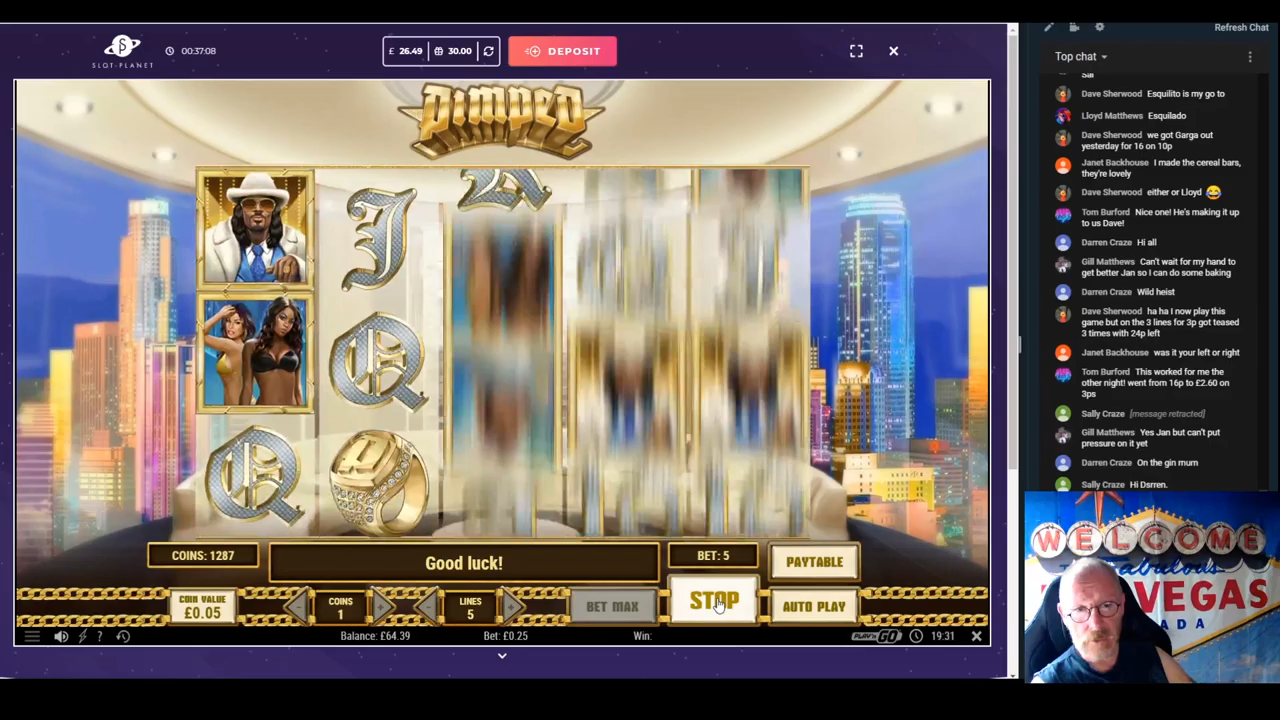 SLOT-PLANET
00:37:08
£ 26.49 30.00
DEPOSIT
Refresh Chat
Top chat
Sall
Dave Sherwood Esquilito is my go to
Lloyd Matthews Esquilado
Dave Sherwood we got Garga out
yesterday for 16 on 10p
Janet Backhouse I made the cereal bars,
they're lovely
Dave Sherwood either or Lloyd 😂
Tom Burford Nice one! He's making it up
to us Dave!
Darren Craze Hi all
Gill Matthews Can't wait for my hand to
get better Jan so I can do some baking
Darren Craze Wild heist
Dave Sherwood ha ha I now play this
game but on the 3 lines for 3p got teased
3 times with 24p left
Janet Backhouse was it your left or right
Tom Burford This worked for me the
other night! went from 16p to £2.60 on
3ps
Sally Craze [message retracted]
Gill Matthews Yes Jan but can't put
pressure on it yet
Darren Craze On the gin mum
Sally Craze Hi Dsrren.
PIMPED
J
Q
Q
COINS: 1287
Good luck!
BET: 5
PAYTABLE
COIN VALUE
£0.05
- COINS 1 +
- LINES 5 +
BET MAX
STOP
AUTO PLAY
Balance: £64.39
Bet: £0.25
Win:
PLAY'N GO
19:31
WELCOME
Fabulous
VEGAS
ADA